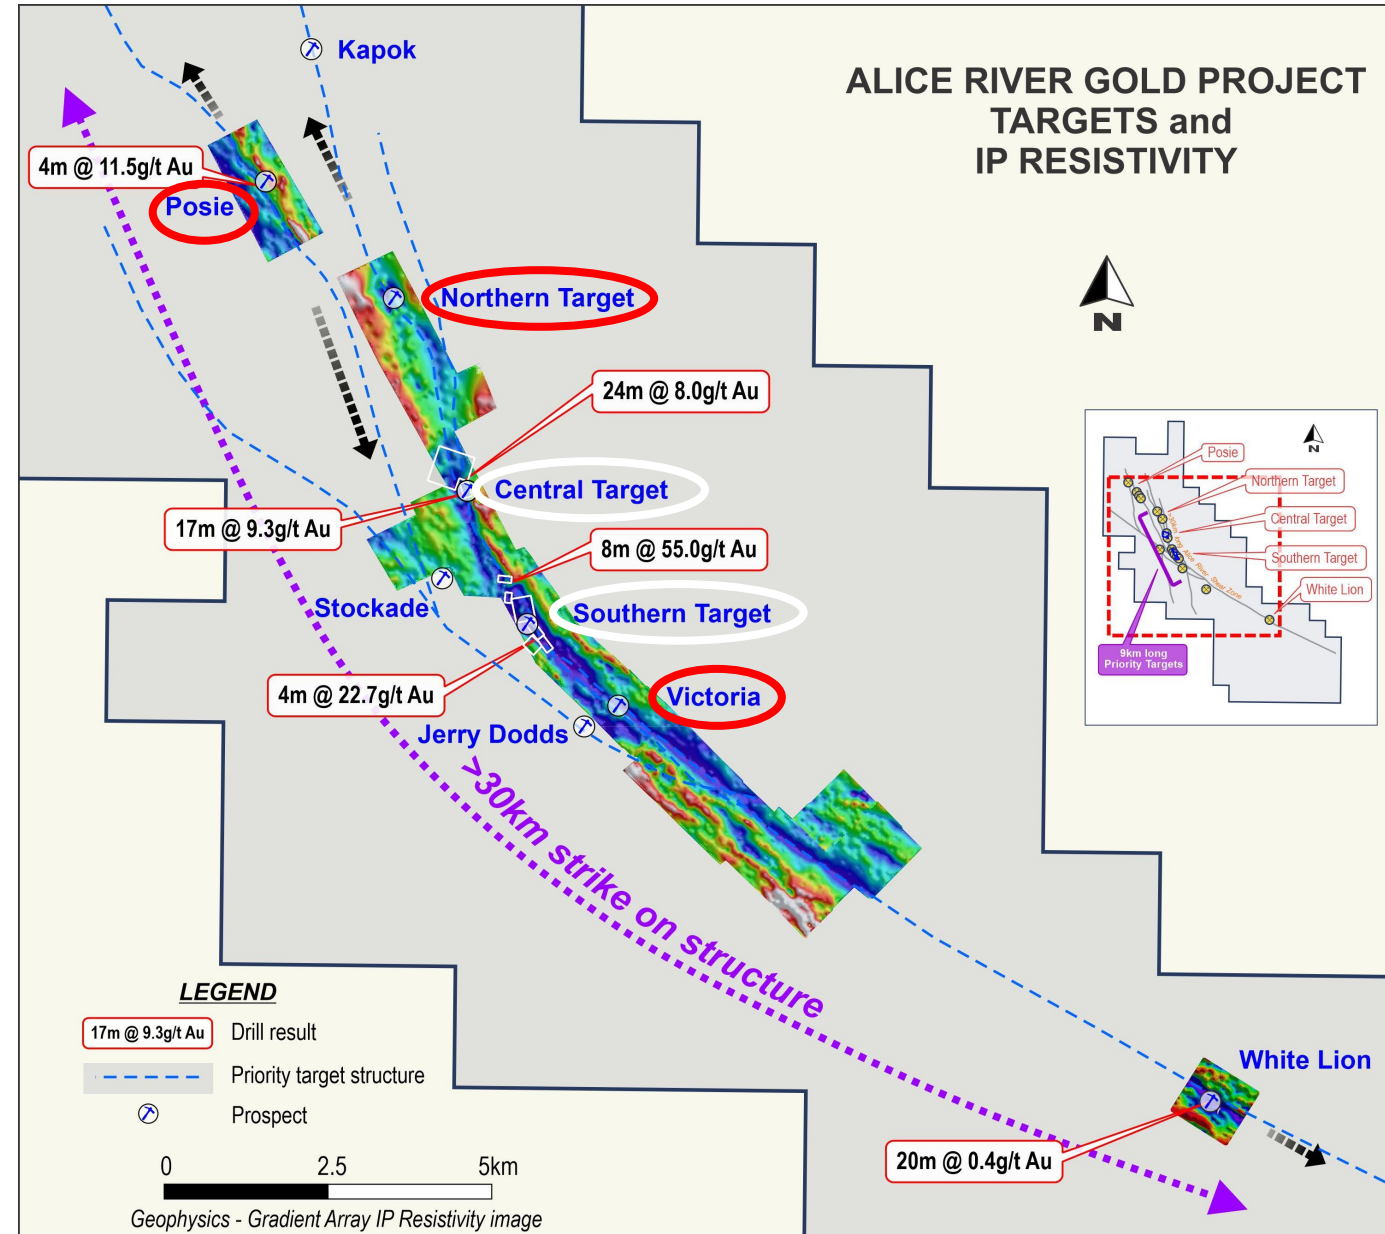 ALICE RIVER GOLD PROJECT
TARGETS and
IP RESISTIVITY
Kapok
4m @ 11.5g/t Au
Posie
Northern Target
N
24m @ 8.0g/t Au
Central Target
17m @ 9.3g/t Au
8m @ 55.0g/t Au
Stockade
Southern Target
4m @ 22.7g/t Au
Victoria
Jerry Dodds
>30km strike on structure
White Lion
20m @ 0.4g/t Au
N
Posie
Northern Target
Central Target
Southern Target
White Lion
9km long
Priority Targets
LEGEND
17m @ 9.3g/t Au Drill result
Priority target structure
Prospect
0 2.5 5km
Geophysics - Gradient Array IP Resistivity image